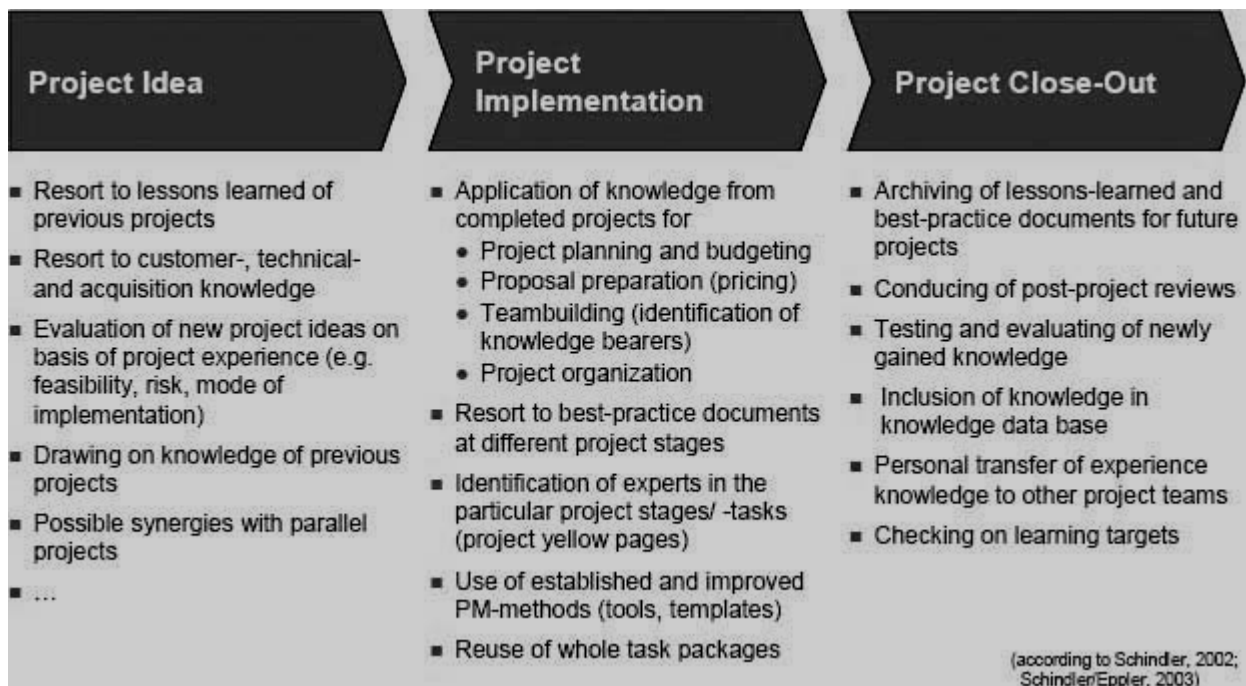 Project Idea
■ Resort to lessons learned of
previous projects
■ Resort to customer-, technical-
and acquisition knowledge
■ Evaluation of new project ideas on
basis of project experience (e.g.
feasibility, risk, mode of
implementation)
■ Drawing on knowledge of previous
projects
■ Possible synergies with parallel
projects
■ ...
Project
Implementation
■ Application of knowledge from
completed projects for
● Project planning and budgeting
● Proposal preparation (pricing)
● Teambuilding (identification of
knowledge bearers)
● Project organization
■ Resort to best-practice documents
at different project stages
■ Identification of experts in the
particular project stages/ -tasks
(project yellow pages)
■ Use of established and improved
PM-methods (tools, templates)
■ Reuse of whole task packages
Project Close-Out
■ Archiving of lessons-learned and
best-practice documents for future
projects
■ Conducing of post-project reviews
■ Testing and evaluating of newly
gained knowledge
■ Inclusion of knowledge in
knowledge data base
■ Personal transfer of experience
knowledge to other project teams
■ Checking on learning targets
(according to Schindler, 2002;
Schindler/Eppler, 2003)